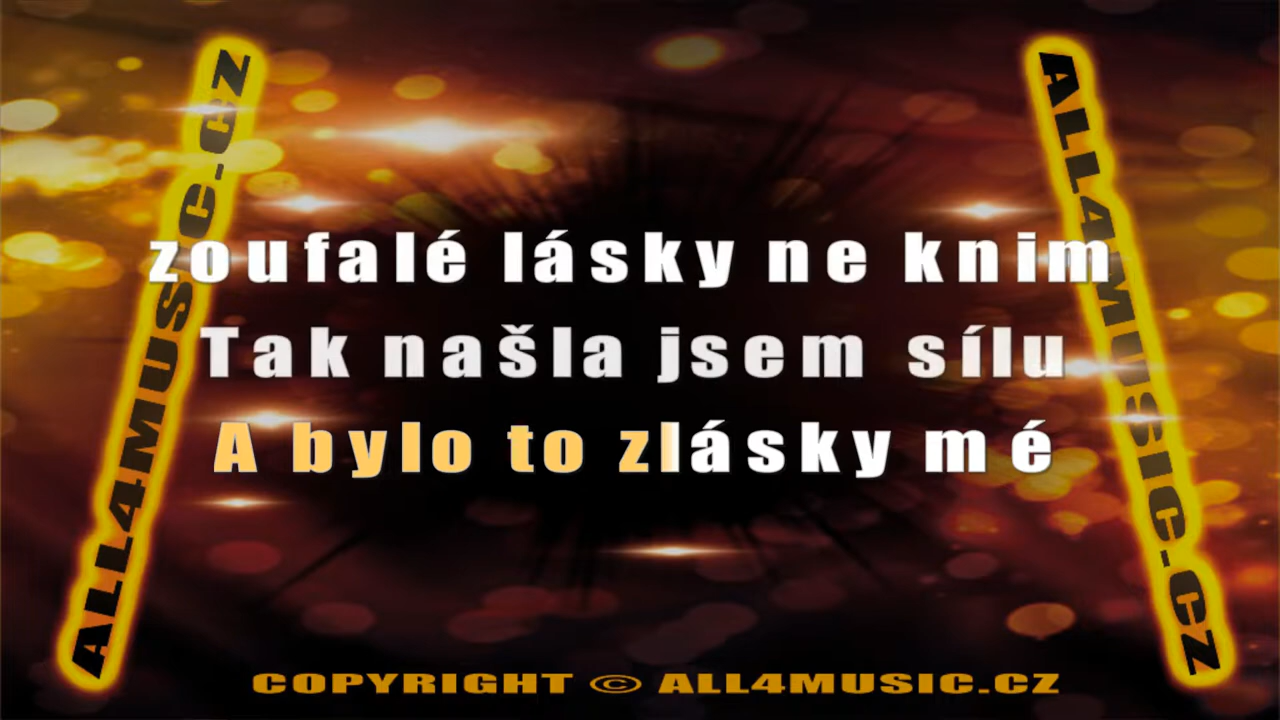 ALL4MUSIC.CZ
ALL4MUSIC.CZ
zoufalé lásky ne knim
Tak našla jsem sílu
A bylo to zlásky mé
COPYRIGHT © ALL4MUSIC.CZ